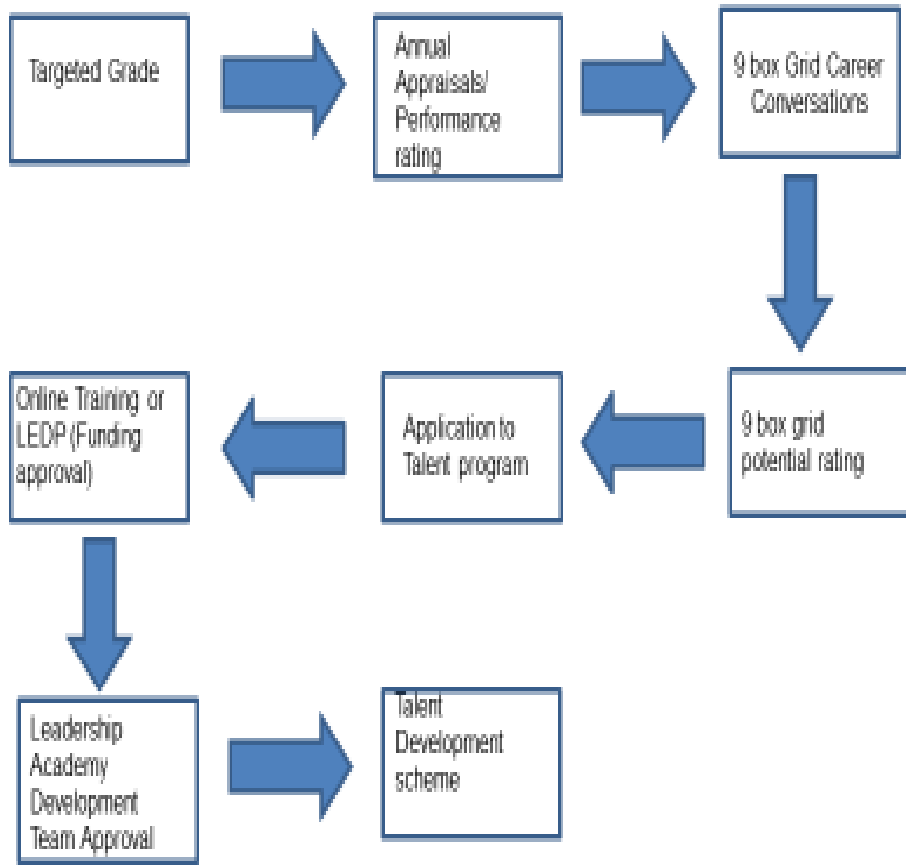 Targeted Grade
Annual
Appraisals/
Performance
rating
9 box Grid Career
Conversations
9 box grid
potential rating
Application to
Talent program
Online Training or
LEDP (Funding
approval)
Leadership
Academy
Development
Team Approval
Talent
Development
scheme